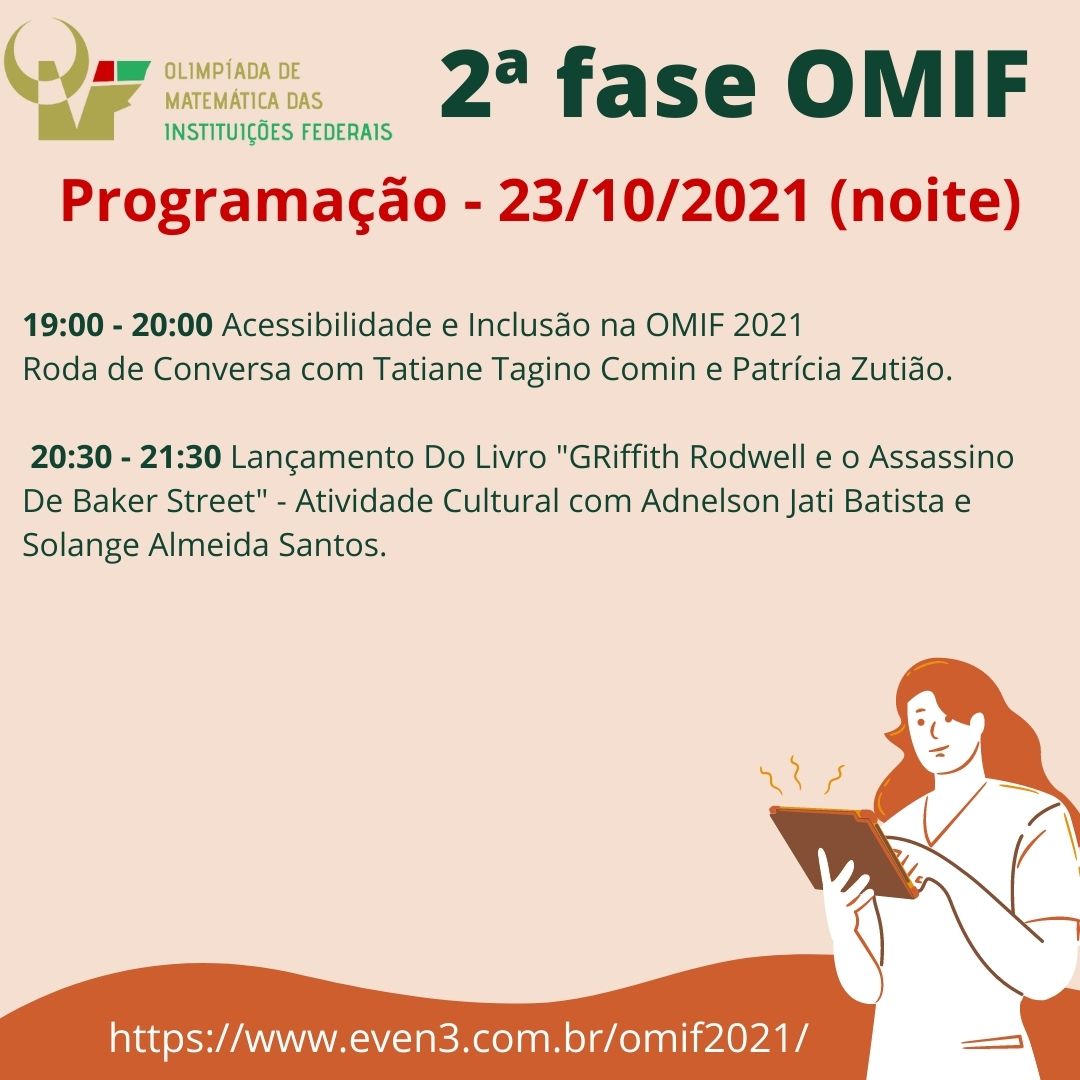 OLIMPÍADA DE
MATEMÁTICA DAS
INSTITUIÇÕES FEDERAIS
2ª fase OMIF
Programação - 23/10/2021 (noite)
19:00 - 20:00 Acessibilidade e Inclusão na OMIF 2021
Roda de Conversa com Tatiane Tagino Comin e Patrícia Zutião.
20:30 - 21:30 Lançamento Do Livro "GRiffith Rodwell e o Assassino
De Baker Street" - Atividade Cultural com Adnelson Jati Batista e
Solange Almeida Santos.
https://www.even3.com.br/omif2021/